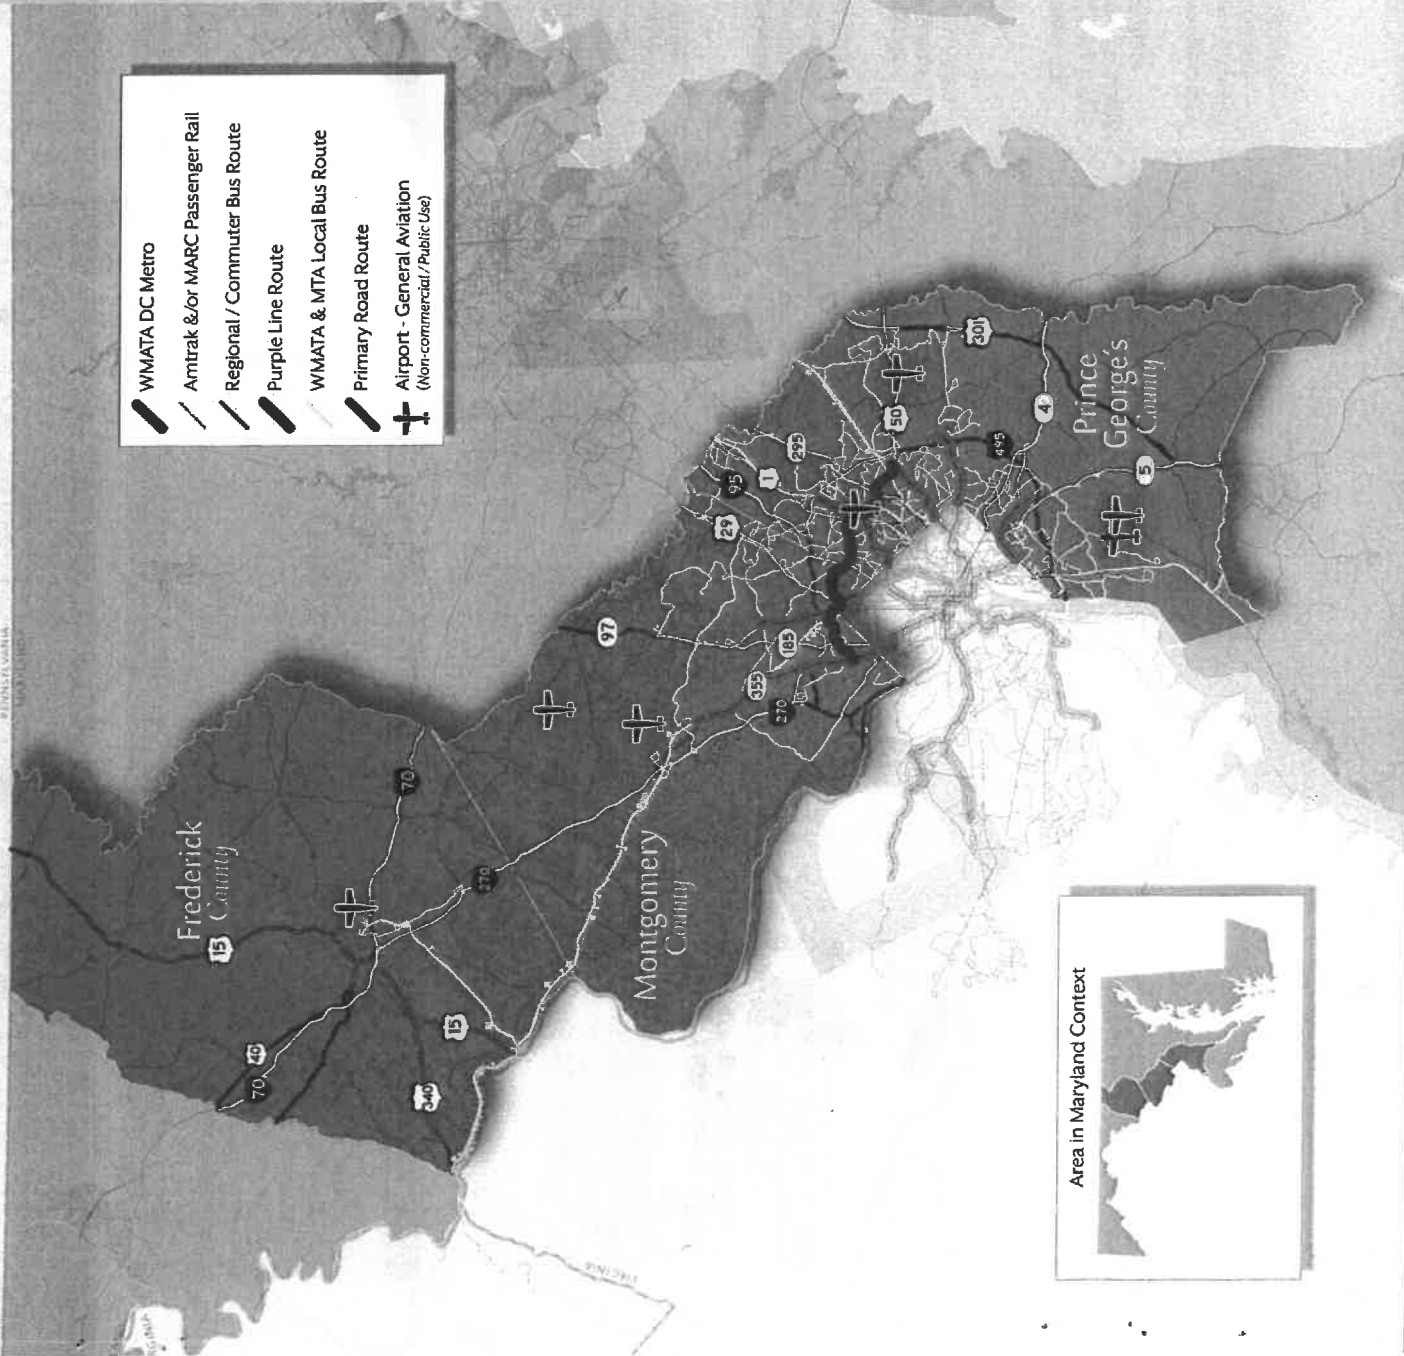 PENNSYLVANIA
MARYLAND
WMATA DC Metro
Amtrak &/or MARC Passenger Rail
Regional / Commuter Bus Route
Purple Line Route
WMATA & MTA Local Bus Route
Primary Road Route
Airport - General Aviation
(Non-commercial / Public Use)
Frederick
County
15
70
40
70
340
15
270
Montgomery
County
97
355
270
185
29
95
1
295
50
301
495
4
5
Prince
George's
County
VIRGINIA
Area in Maryland Context